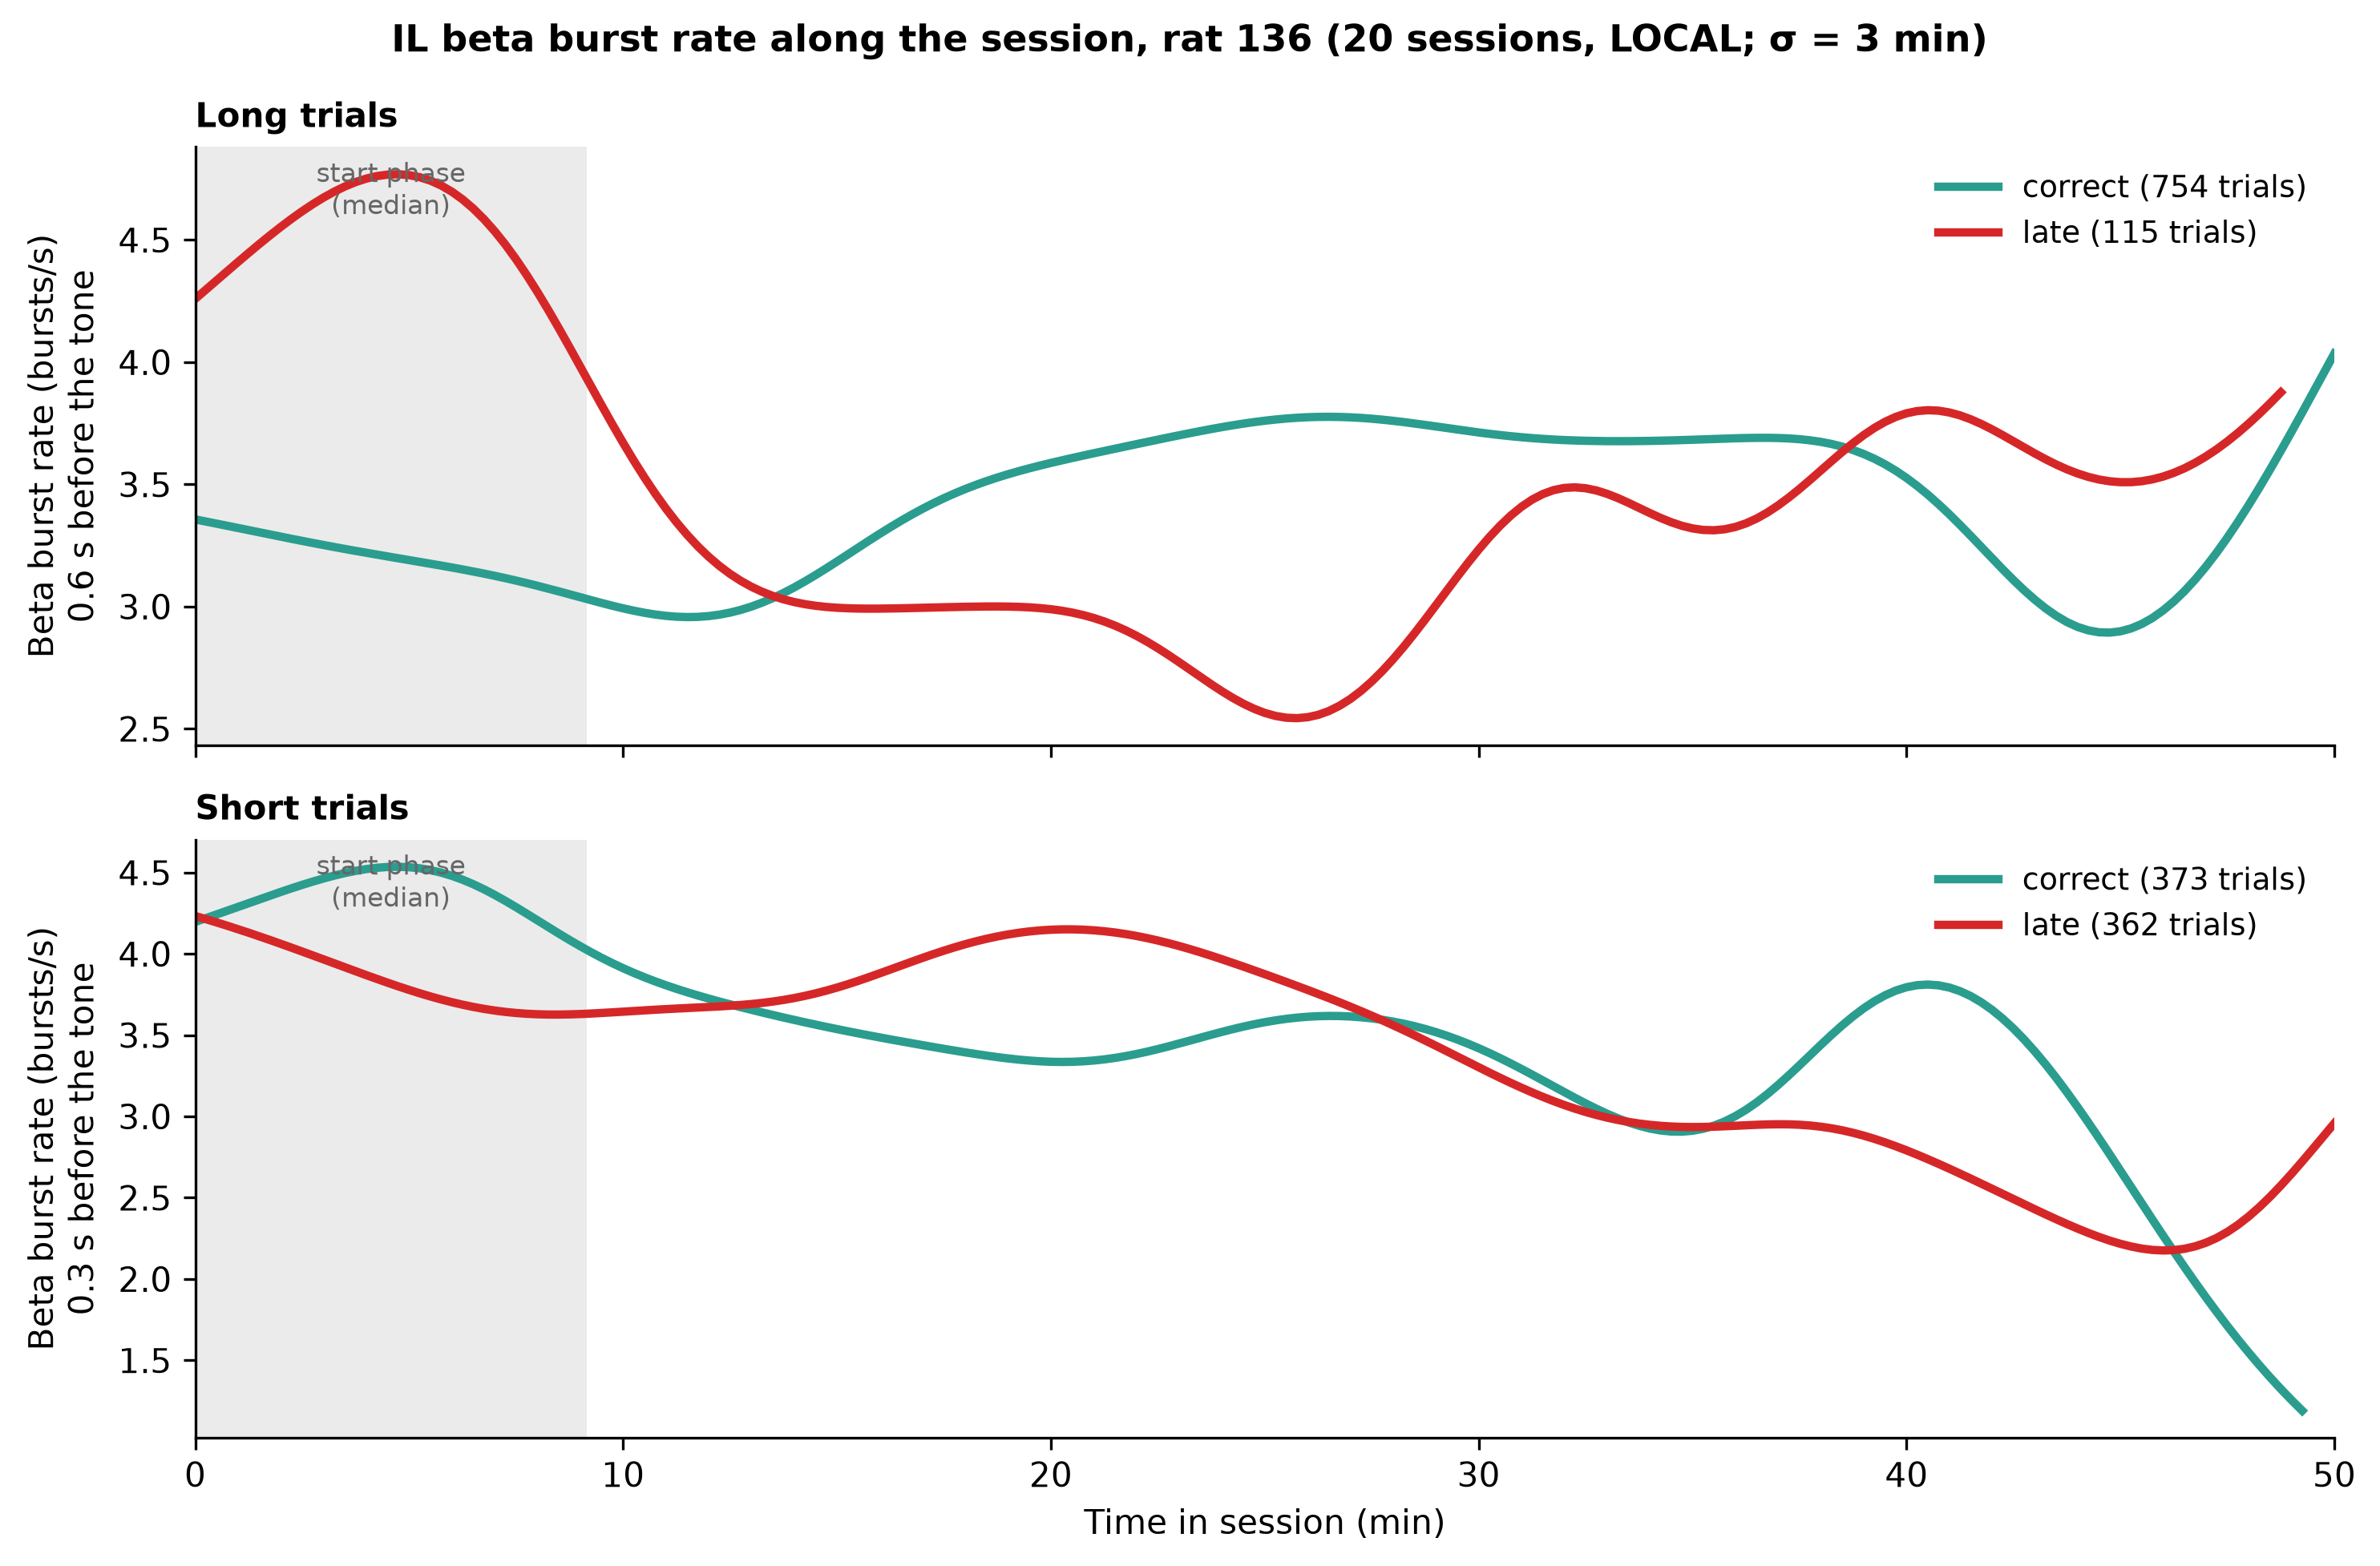 IL beta burst rate along the session, rat 136 (20 sessions, LOCAL; σ = 3 min)
Long trials
start phase
(median)
correct (754 trials)
late (115 trials)
Beta burst rate (bursts/s)
0.6 s before the tone
4.5
4.0
3.5
3.0
2.5
Short trials
start phase
(median)
correct (373 trials)
late (362 trials)
Beta burst rate (bursts/s)
0.3 s before the tone
4.5
4.0
3.5
3.0
2.5
2.0
1.5
0 10 20 30 40 50
Time in session (min)